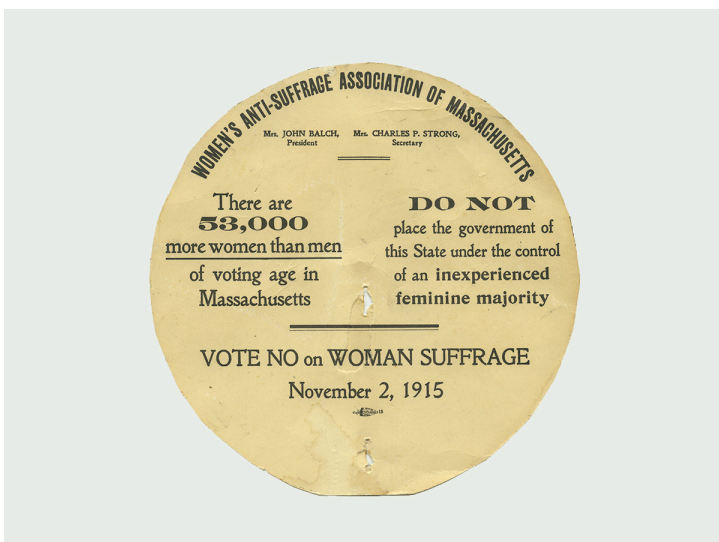 WOMEN'S ANTI-SUFFRAGE ASSOCIATION OF MASSACHUSETTS
Mrs. JOHN BALCH,
President
Mrs. CHARLES P. STRONG,
Secretary
There are
53,000
more women than men
of voting age in
Massachusetts
DO NOT
place the government of
this State under the control
of an inexperienced
feminine majority
VOTE NO on WOMAN SUFFRAGE
November 2, 1915